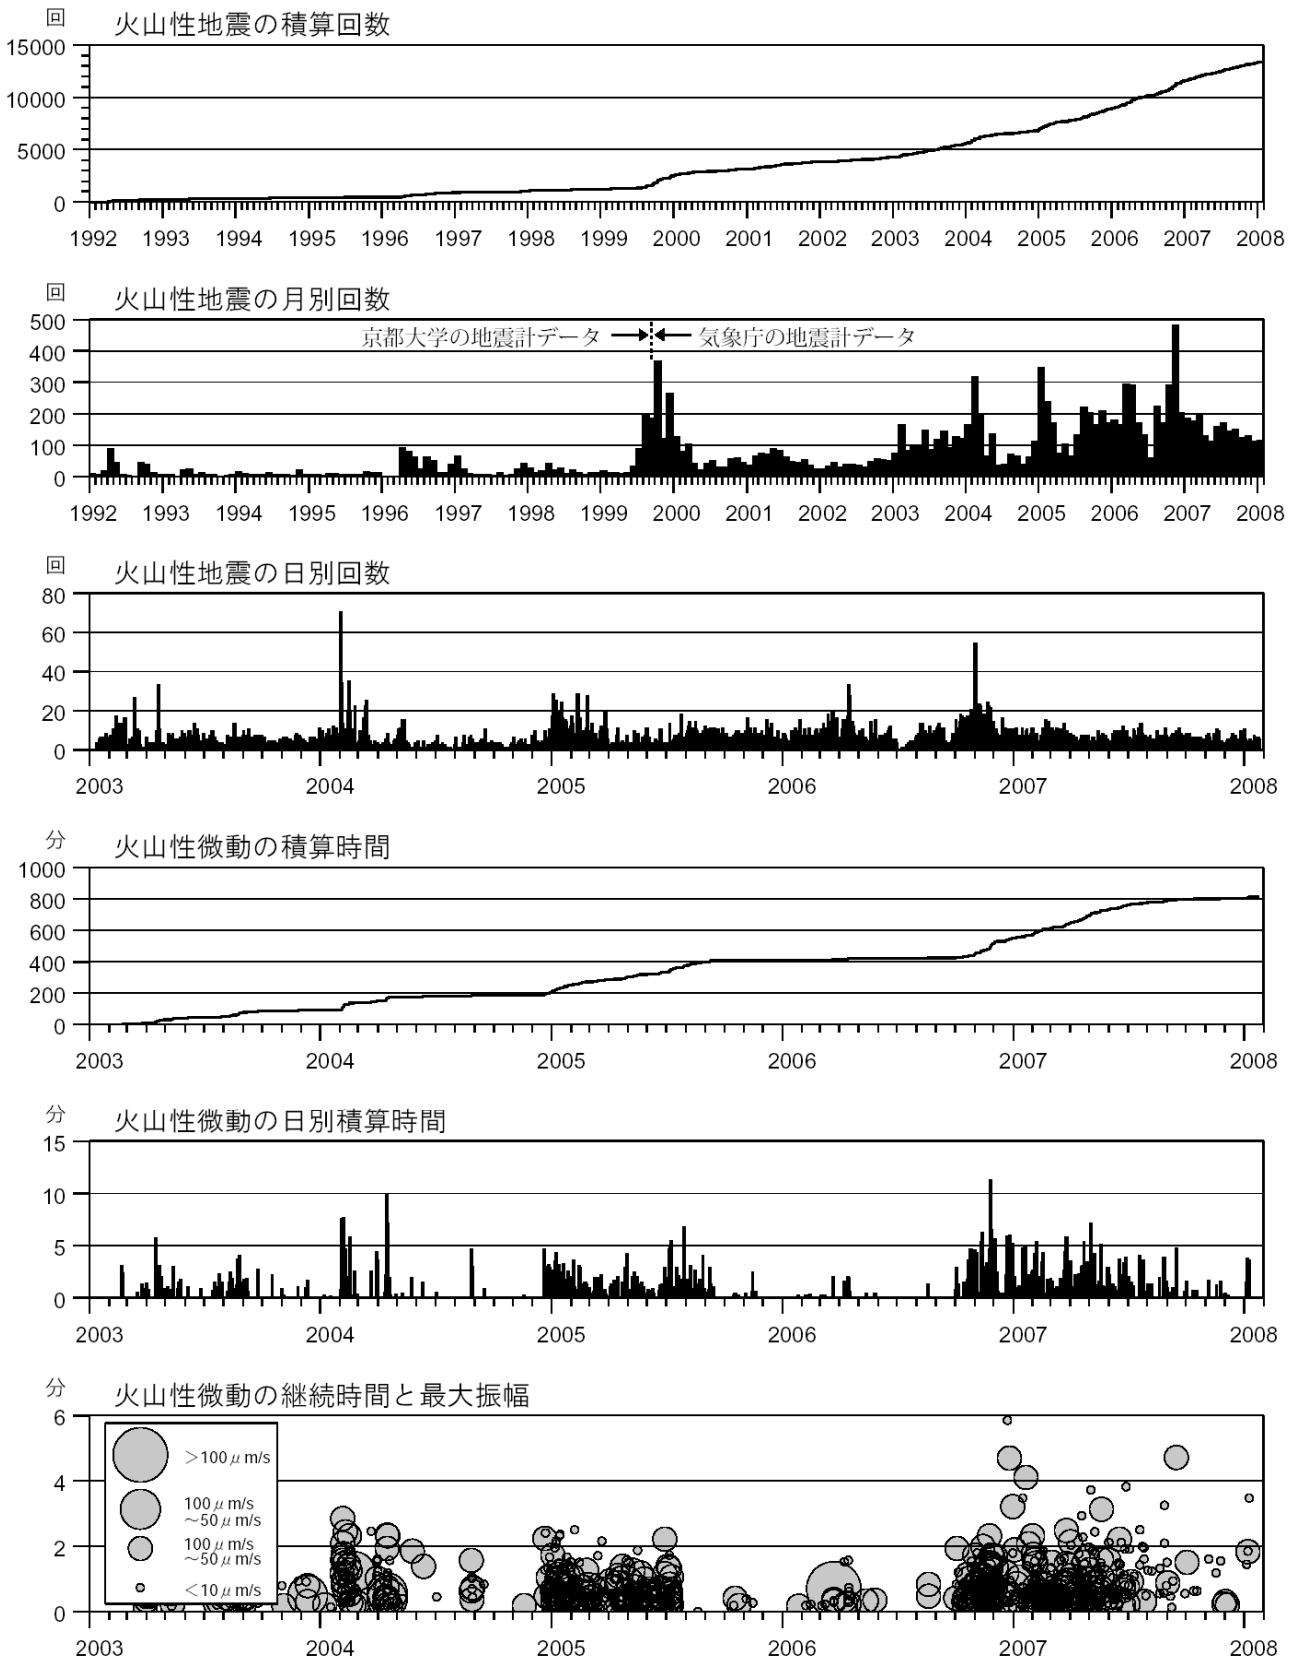 回 火山性地震の積算回数
15000
10000
5000
0
1992 1993 1994 1995 1996 1997 1998 1999 2000 2001 2002 2003 2004 2005 2006 2007 2008
回 火山性地震の月別回数
500
京都大学の地震計データ 気象庁の地震計データ
400
300
200
100
0
1992 1993 1994 1995 1996 1997 1998 1999 2000 2001 2002 2003 2004 2005 2006 2007 2008
回 火山性地震の日別回数
80
60
40
20
0
2003 2004 2005 2006 2007 2008
分 火山性微動の積算時間
1000
800
600
400
200
0
2003 2004 2005 2006 2007 2008
分 火山性微動の日別積算時間
15
10
5
0
2003 2004 2005 2006 2007 2008
分 火山性微動の継続時間と最大振幅
6
4
2
0
>100μm/s
100μm/s
~50μm/s
100μm/s
~50μm/s
<10μm/s
2003 2004 2005 2006 2007 2008